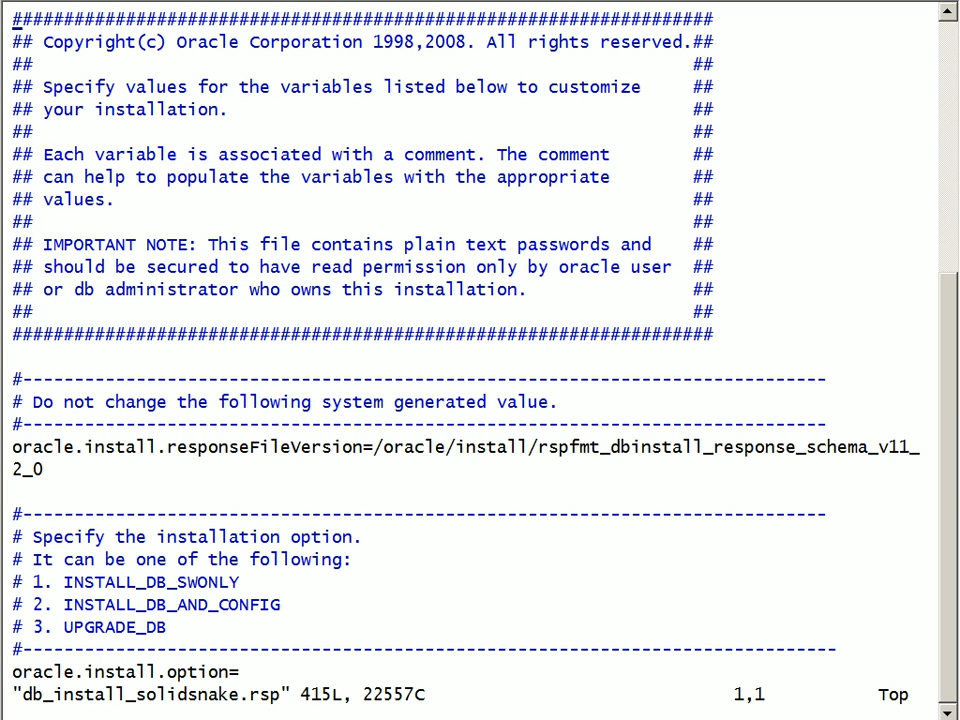 ####################################################################
## Copyright(c) Oracle Corporation 1998,2008. All rights reserved.##
##                                                                ##
## Specify values for the variables listed below to customize     ##
## your installation.                                             ##
##                                                                ##
## Each variable is associated with a comment. The comment        ##
## can help to populate the variables with the appropriate        ##
## values.                                                        ##
##                                                                ##
## IMPORTANT NOTE: This file contains plain text passwords and    ##
## should be secured to have read permission only by oracle user  ##
## or db administrator who owns this installation.                ##
##                                                                ##
####################################################################
#------------------------------------------------------------------------------
# Do not change the following system generated value.
#------------------------------------------------------------------------------
oracle.install.responseFileVersion=/oracle/install/rspfmt_dbinstall_response_schema_v11_
2_0
#------------------------------------------------------------------------------
# Specify the installation option.
# It can be one of the following:
# 1. INSTALL_DB_SWONLY
# 2. INSTALL_DB_AND_CONFIG
# 3. UPGRADE_DB
#-------------------------------------------------------------------------------
oracle.install.option=
"db_install_solidsnake.rsp" 415L, 22557C                              1,1           Top